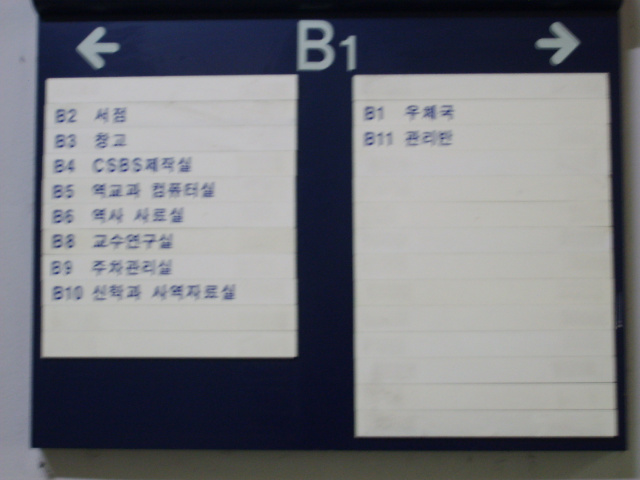 ← B1 →
B2 서점
B3 창고
B4 CSBS제작실
B5 역교과 컴퓨터실
B6 역사 사료실
B8 교수연구실
B9 주차관리실
B10 신학과 사역자료실
B1 우체국
B11 관리반